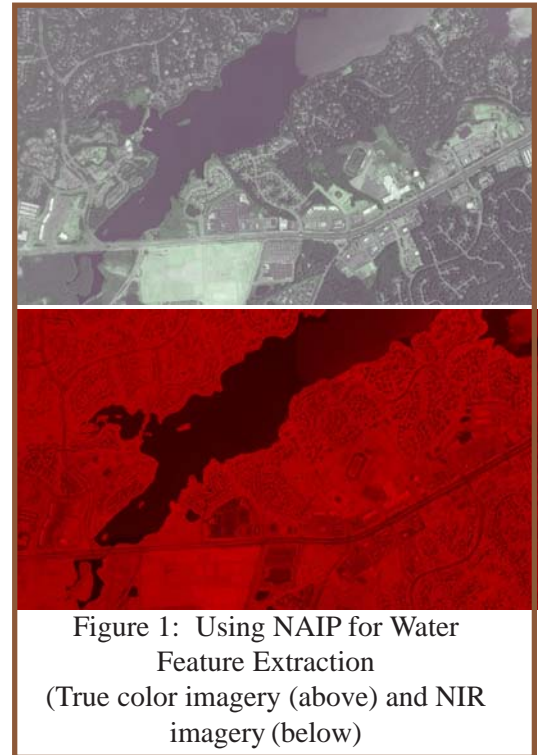 Figure 1: Using NAIP for Water
Feature Extraction
(True color imagery (above) and NIR
imagery (below)